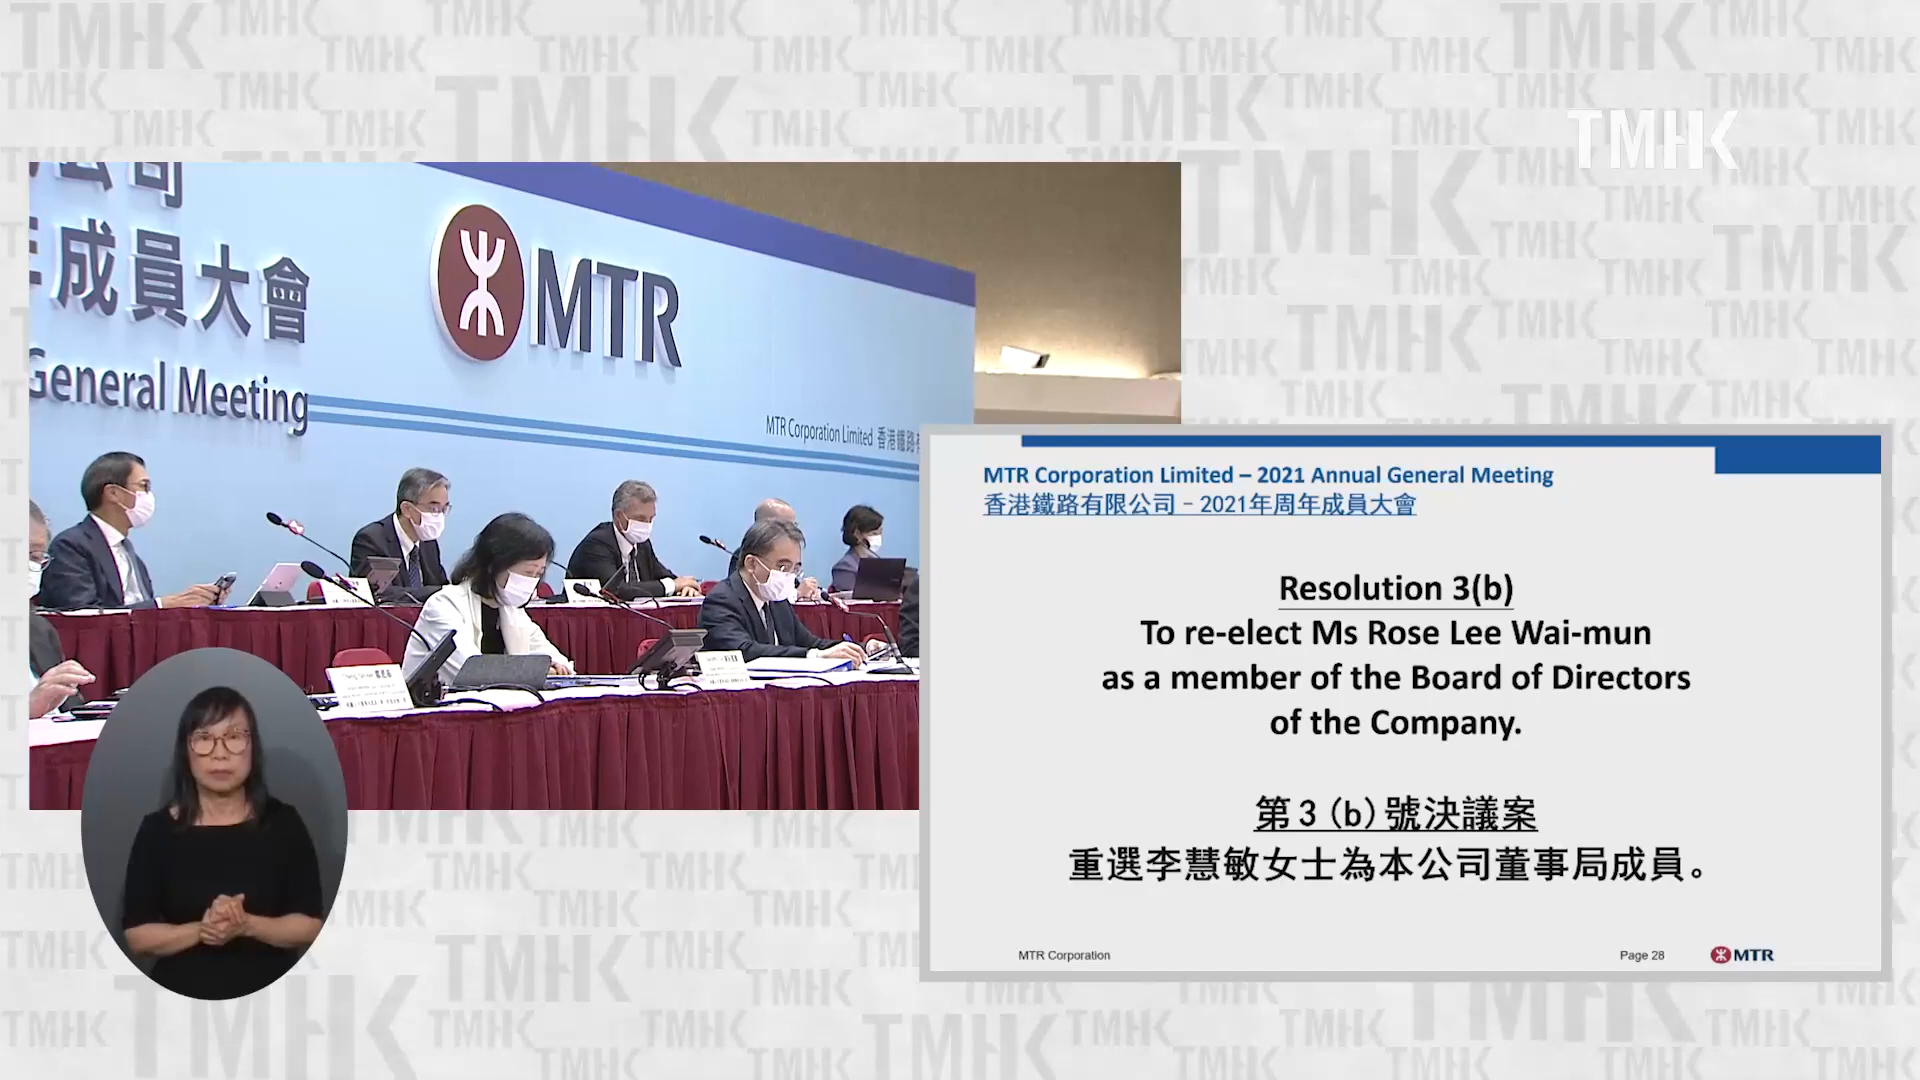 TMHK
公司
年成員大會
General Meeting
MTR
MTR Corporation Limited 香港鐵路有
MTR Corporation Limited – 2021 Annual General Meeting
香港鐵路有限公司 – 2021年周年成員大會
Resolution 3(b)
To re-elect Ms Rose Lee Wai-mun
as a member of the Board of Directors
of the Company.
第3(b)號決議案
重選李慧敏女士為本公司董事局成員。
MTR Corporation
Page 28
MTR